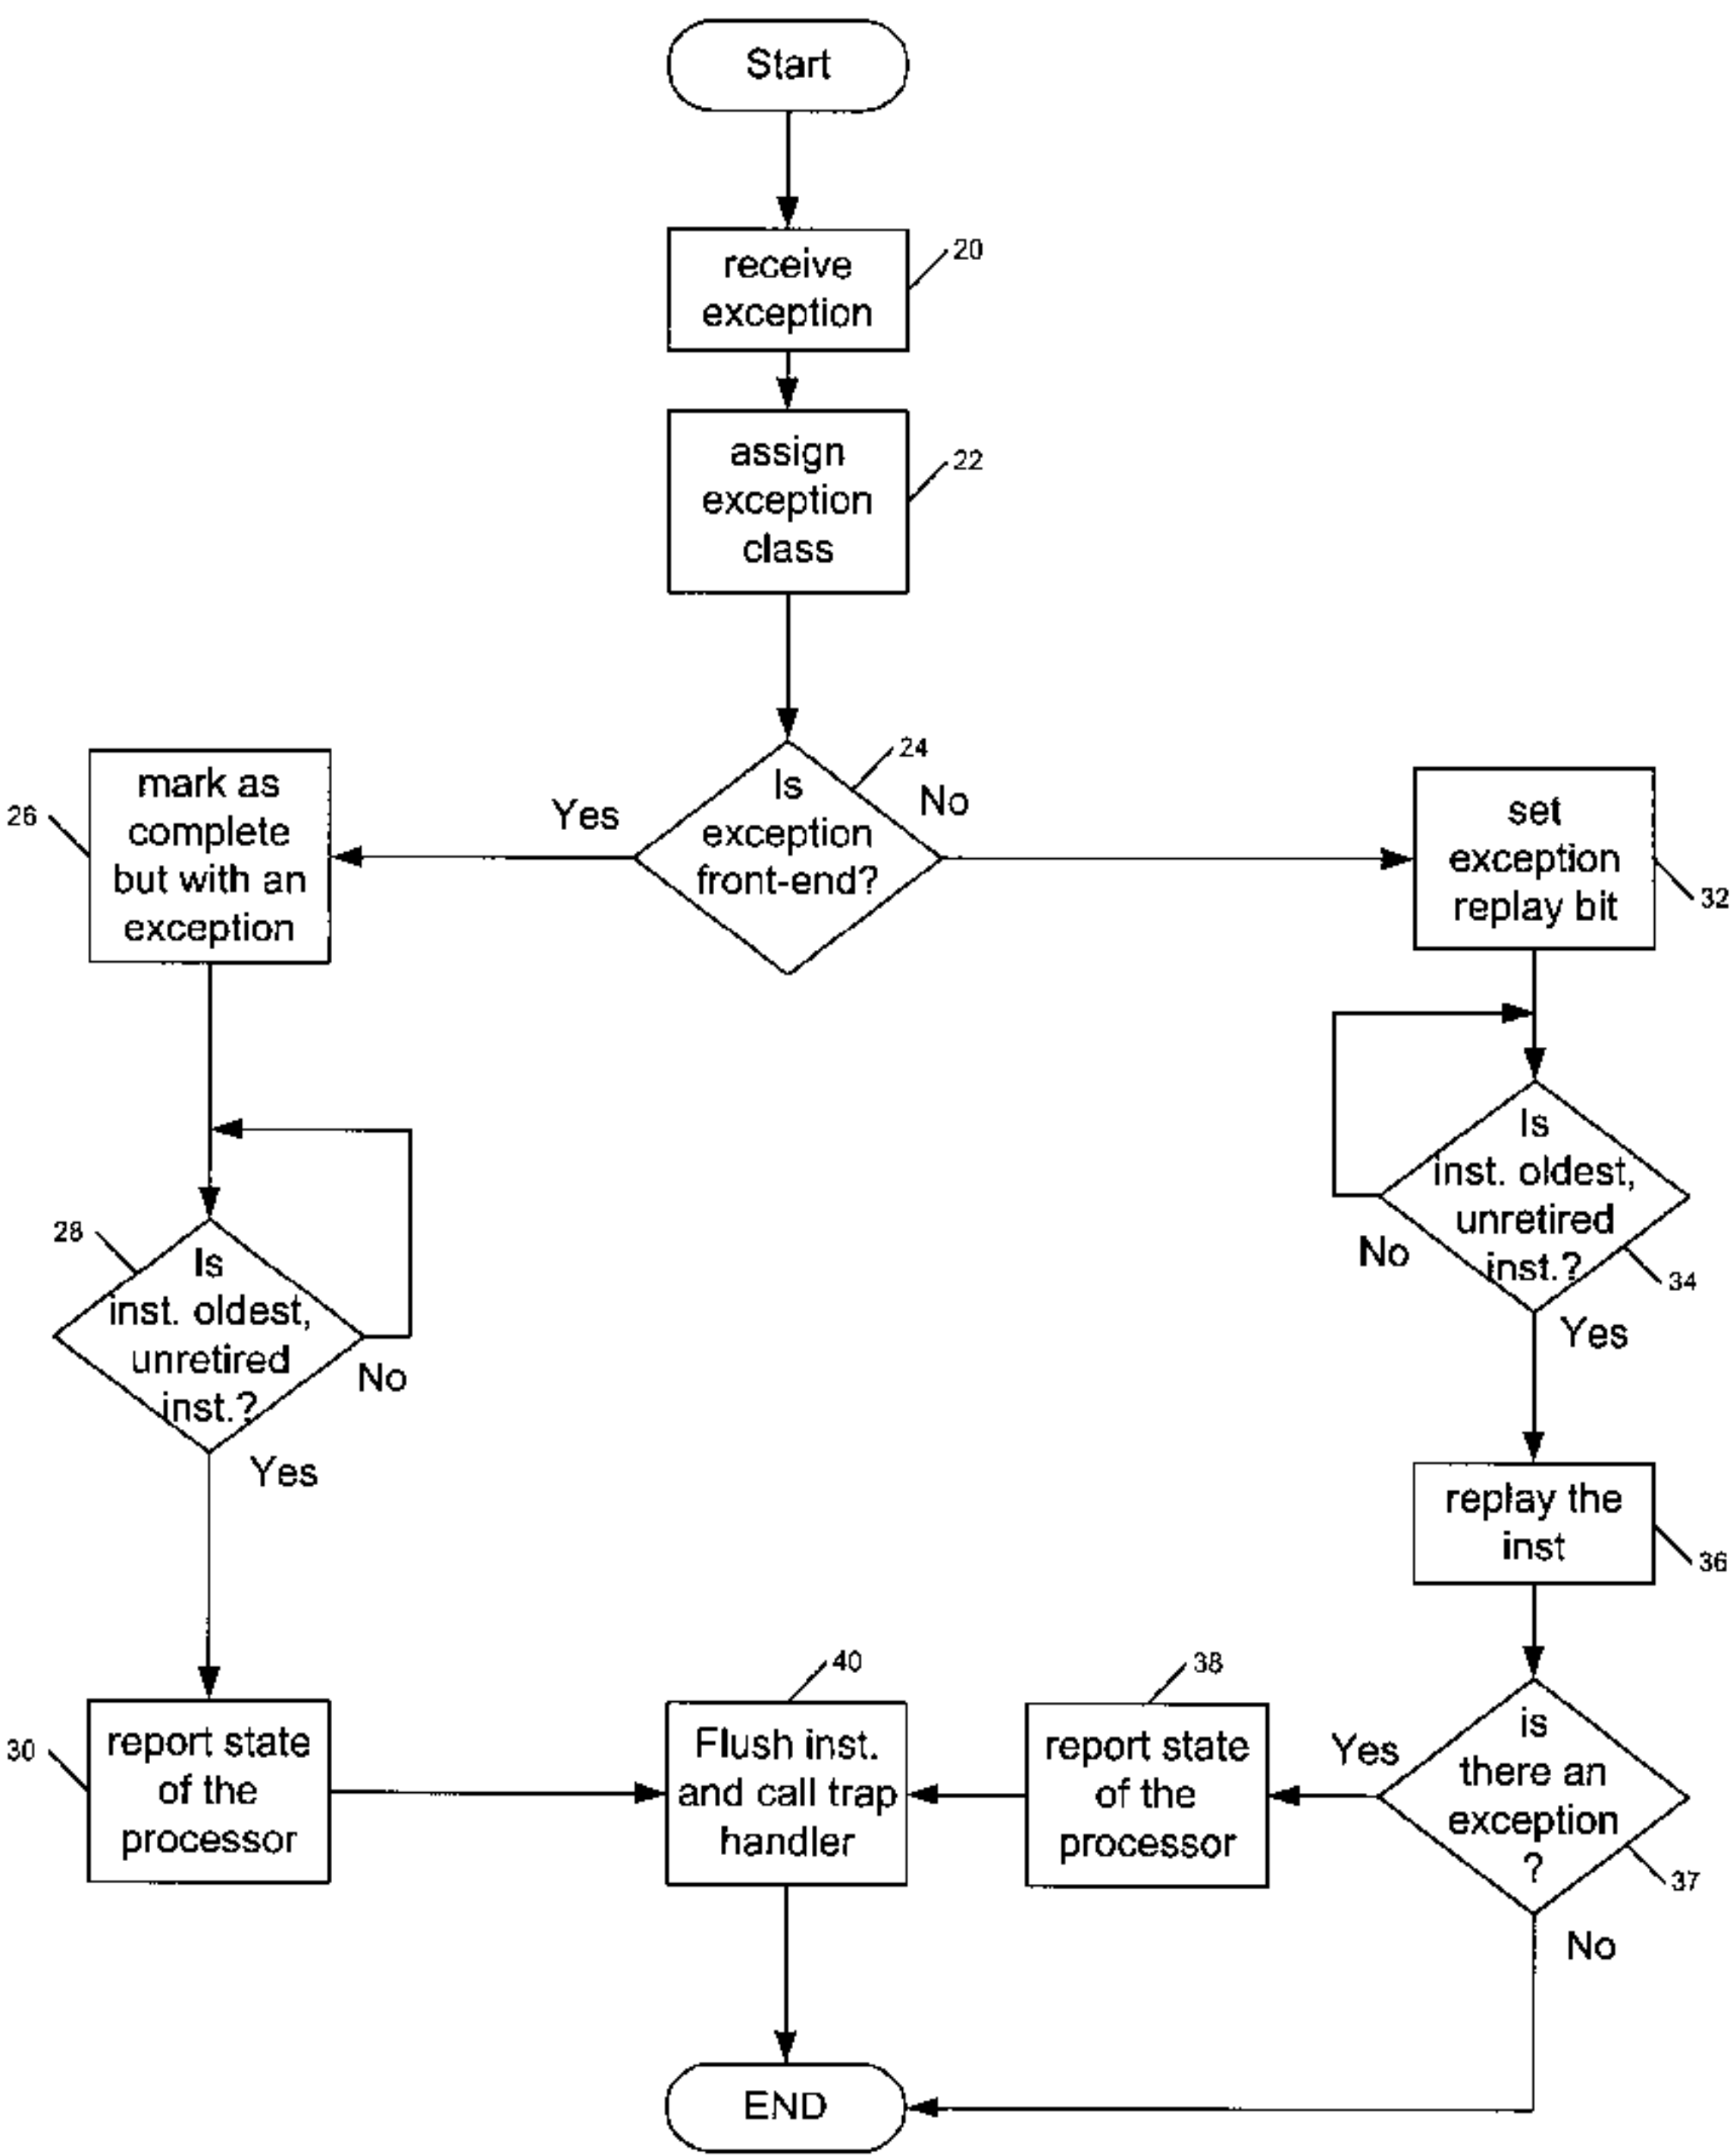 Start
receive
exception
20
assign
exception
class
22
Is
exception
front-end?
24
Yes
No
mark as
complete
but with an
exception
26
set
exception
replay bit
32
Is
inst. oldest,
unretired
inst.?
28
No
Yes
Is
inst. oldest,
unretired
inst.?
34
No
Yes
replay the
inst
36
report state
of the
processor
30
Flush inst.
and call trap
handler
40
report state
of the
processor
38
Yes
is
there an
exception
?
37
No
END